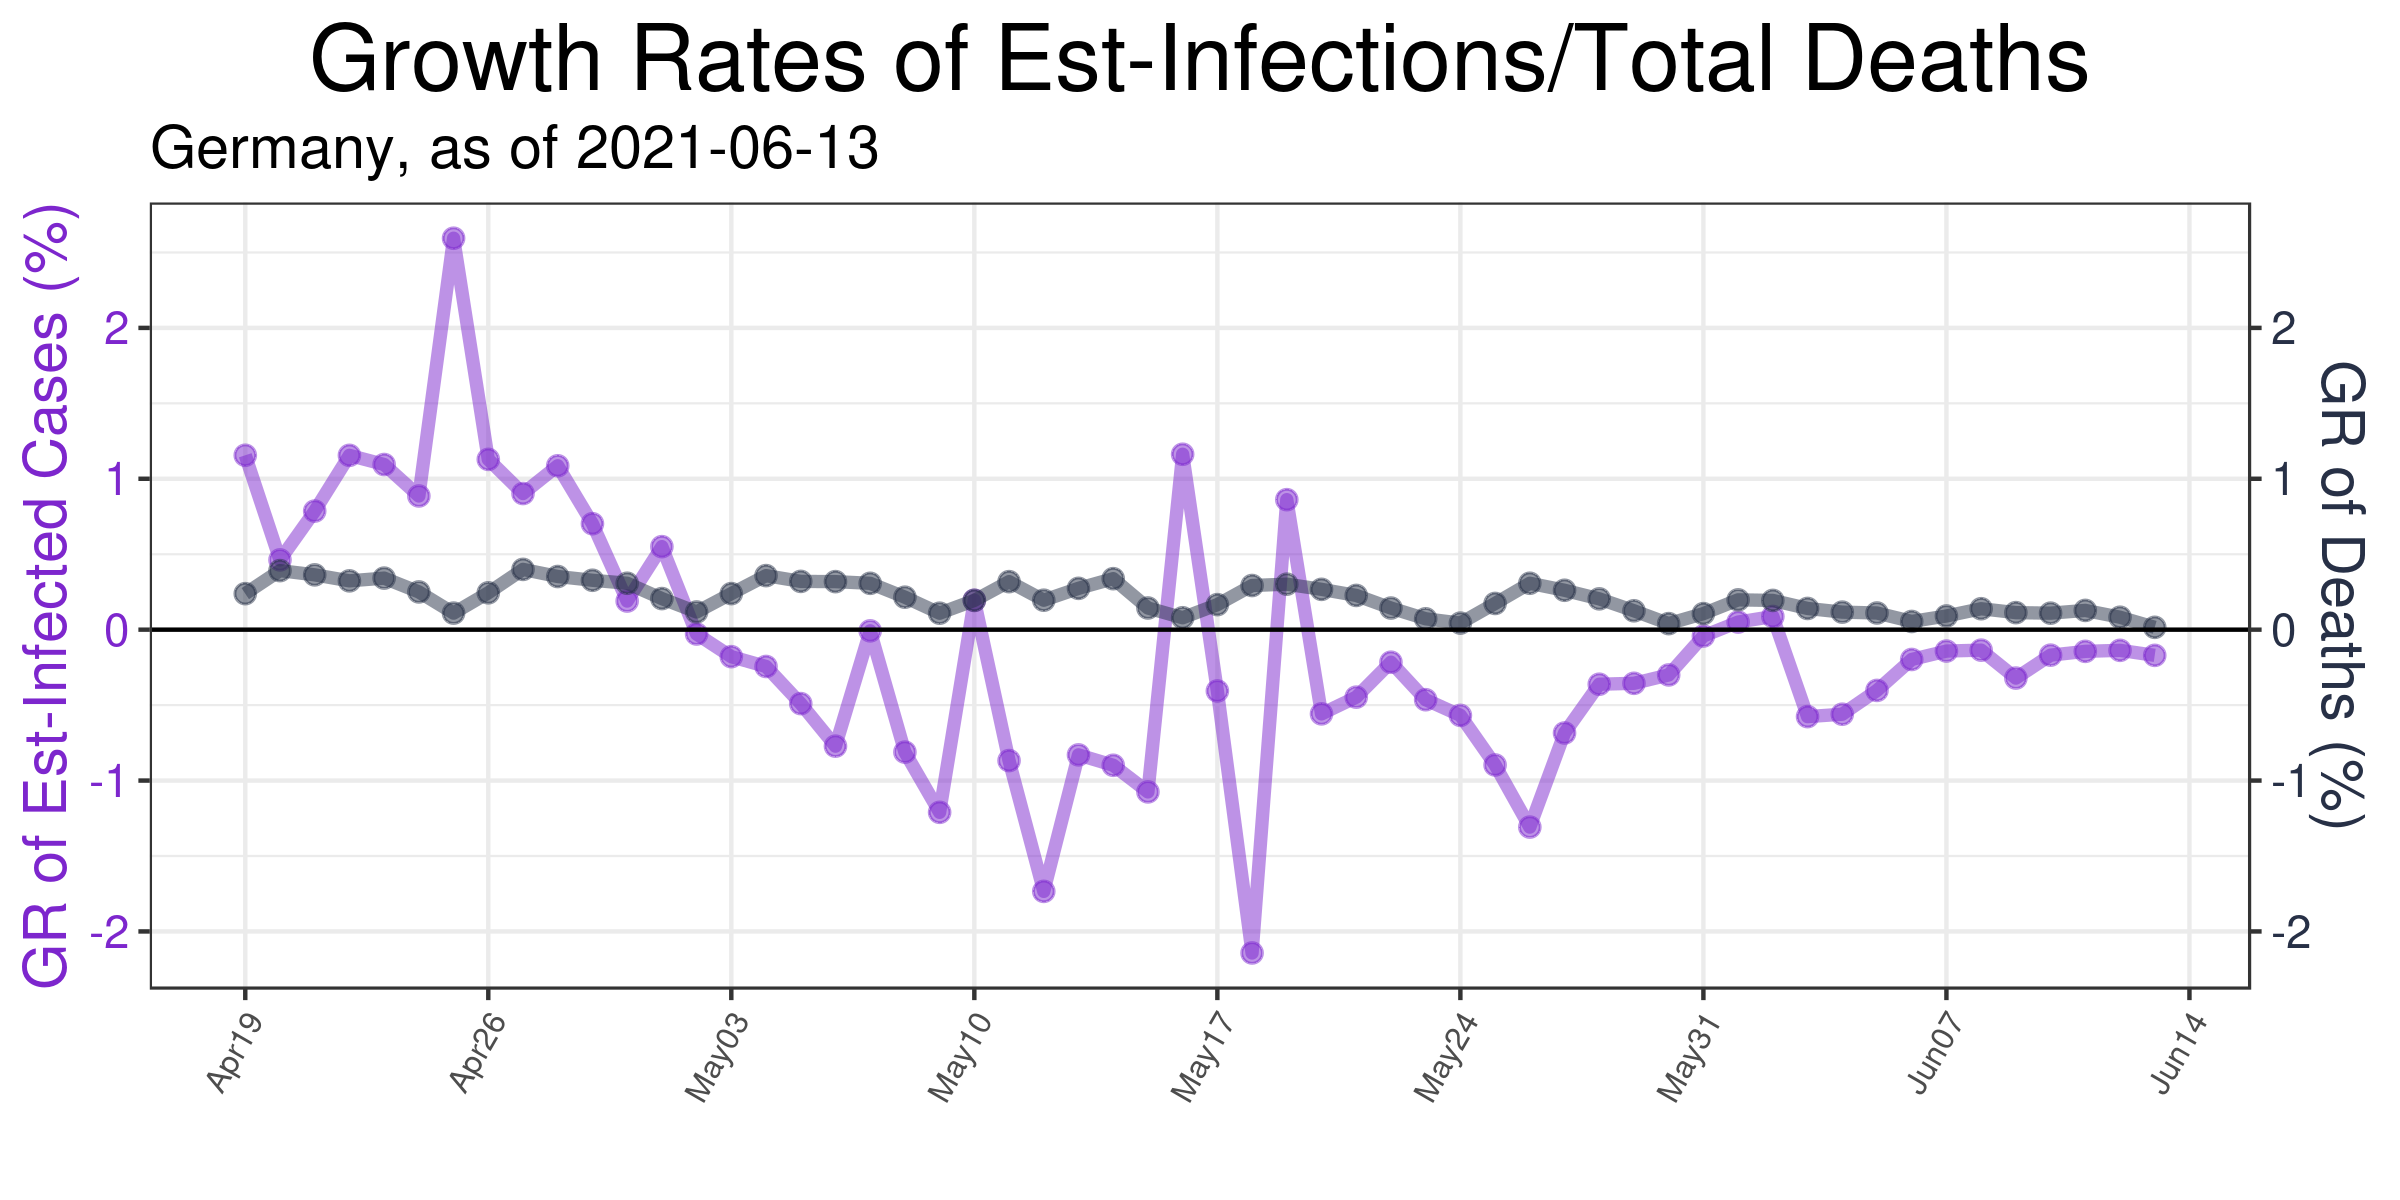 Growth Rates of Est-Infections/Total Deaths
Germany, as of 2021-06-13
GR of Est-Infected Cases (%)
2
1
0
-1
-2
2
1
0
-1
-2
GR of Deaths (%)
Apr19
Apr26
May03
May10
May17
May24
May31
Jun07
Jun14